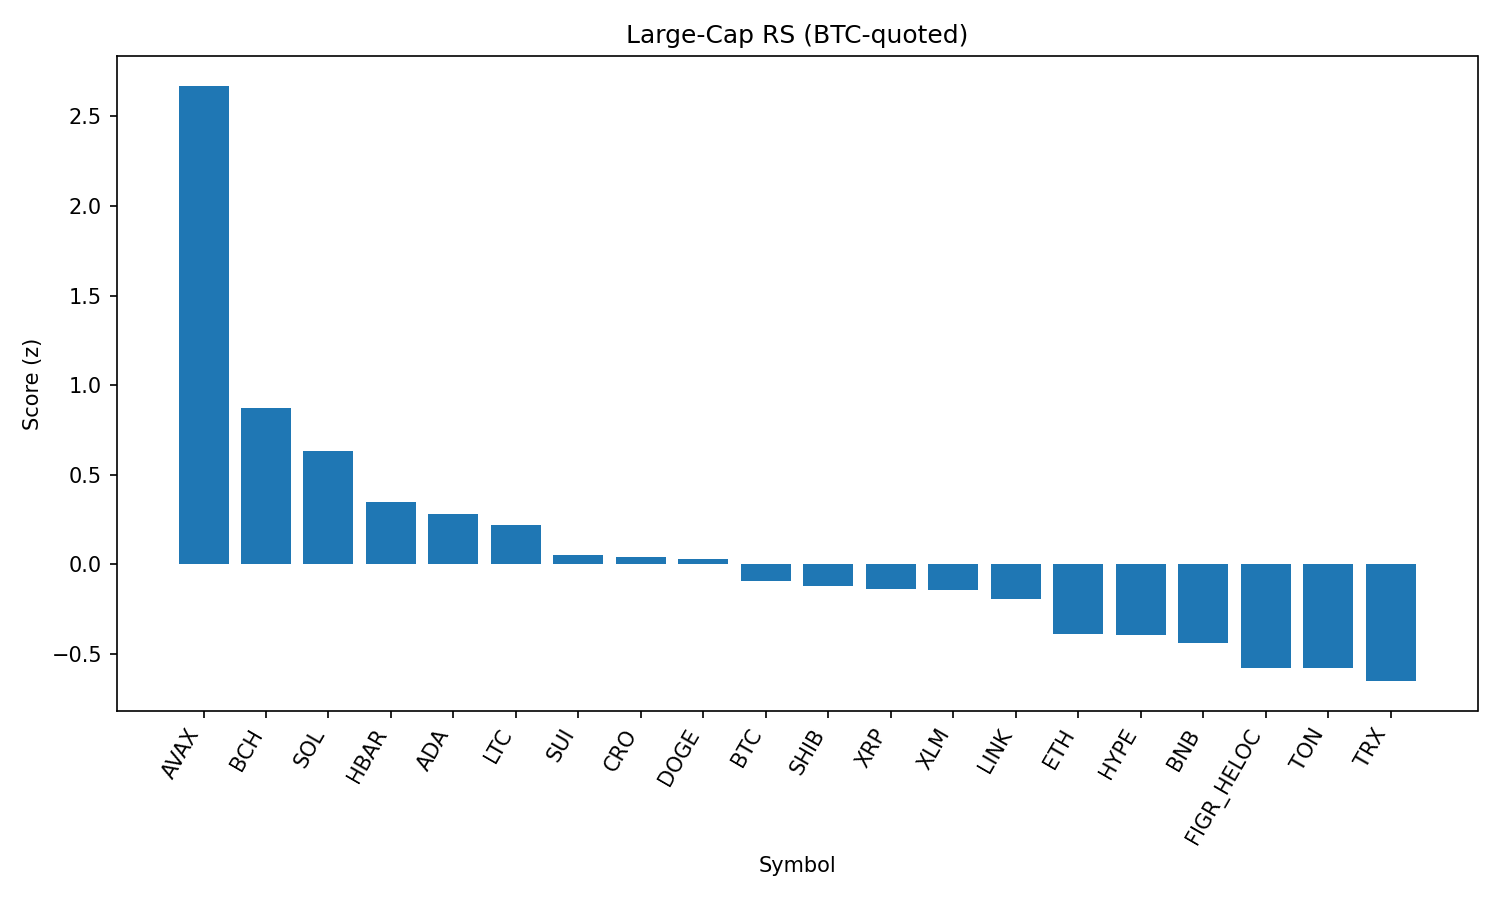 Large-Cap RS (BTC-quoted)
Score (z)
2.5
2.0
1.5
1.0
0.5
0.0
−0.5
AVAX
BCH
SOL
HBAR
ADA
LTC
SUI
CRO
DOGE
BTC
SHIB
XRP
XLM
LINK
ETH
HYPE
BNB
FIGR_HELOC
TON
TRX
Symbol